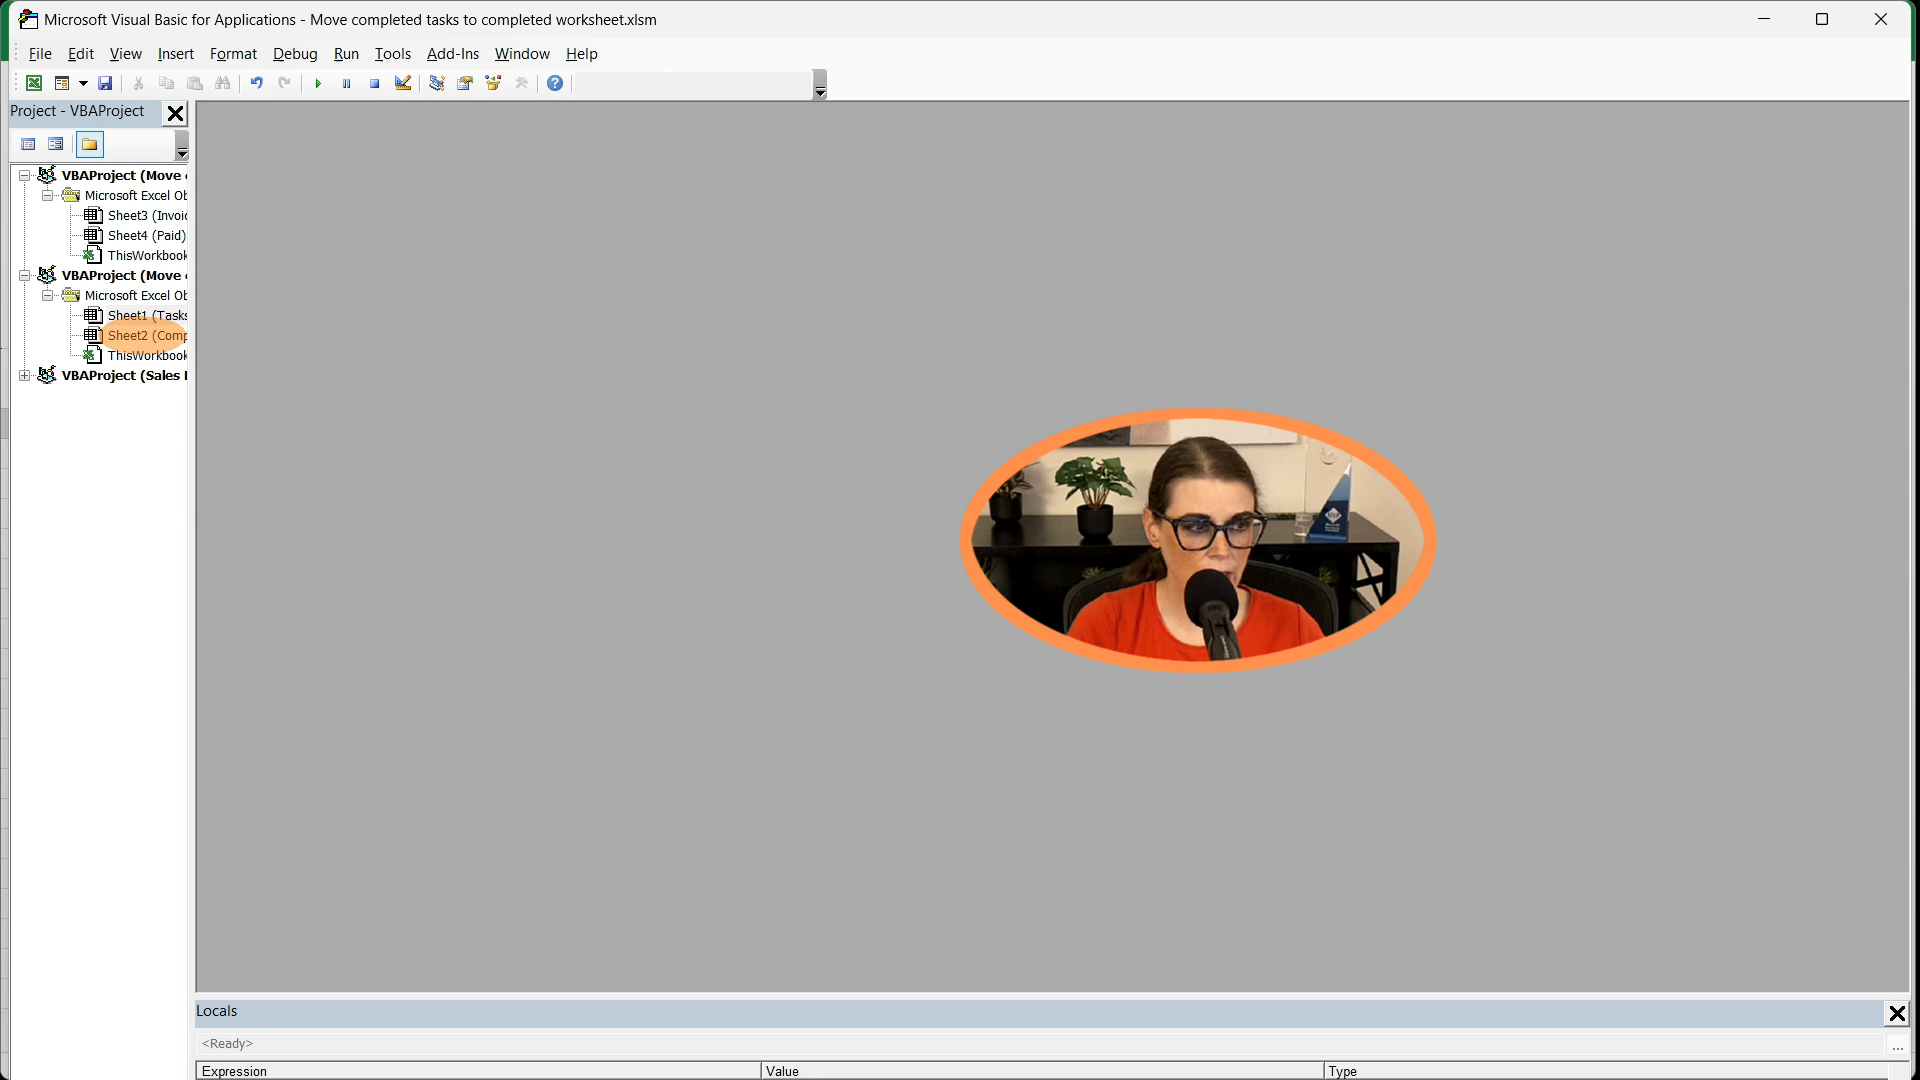 Microsoft Visual Basic for Applications - Move completed tasks to completed worksheet.xlsm
File Edit View Insert Format Debug Run Tools Add-Ins Window Help
Project - VBAProject
VBAProject (Move
Microsoft Excel Ob
Sheet3 (Invoic
Sheet4 (Paid)
ThisWorkbook
VBAProject (Move
Microsoft Excel Ob
Sheet1 (Tasks
Sheet2 (Comp
ThisWorkbook
VBAProject (Sales
Locals
<Ready>
...
Expression Value Type